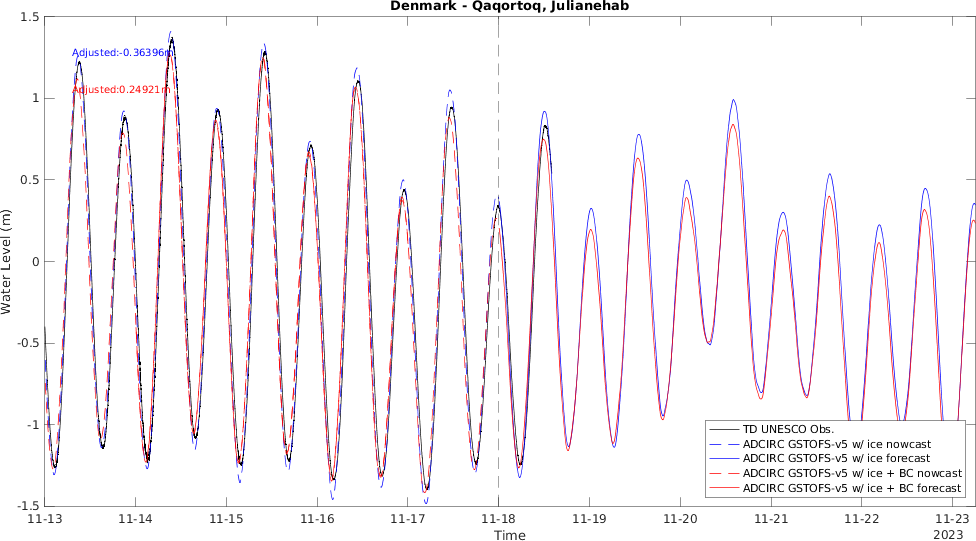 Denmark - Qaqortoq, Julianehab
1.5
Adjusted:-0.36396m
Adjusted:0.24921m
1
0.5
0
-0.5
-1
-1.5
Water Level (m)
TD UNESCO Obs.
ADCIRC GSTOFS-v5 w/ ice nowcast
ADCIRC GSTOFS-v5 w/ ice forecast
ADCIRC GSTOFS-v5 w/ ice + BC nowcast
ADCIRC GSTOFS-v5 w/ ice + BC forecast
11-13 11-14 11-15 11-16 11-17 11-18 11-19 11-20 11-21 11-22 11-23
Time
2023